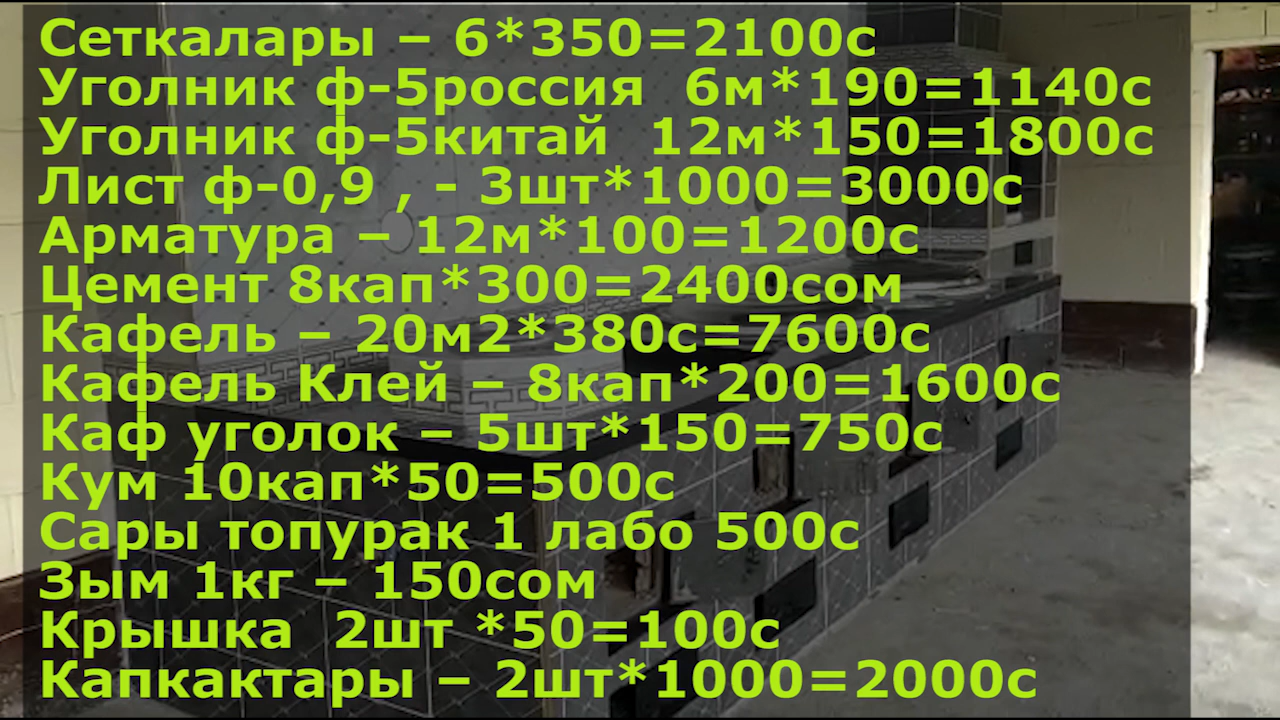 Сеткалары – 6*350=2100с
Уголник ф-5россия 6м*190=1140с
Уголник ф-5китай 12м*150=1800с
Лист ф-0,9 , - 3шт*1000=3000с
Арматура – 12м*100=1200с
Цемент 8кап*300=2400сом
Кафель – 20м2*380с=7600с
Кафель Клей – 8кап*200=1600с
Каф уголок – 5шт*150=750с
Кум 10кап*50=500с
Сары топурак 1 лабо 500с
Зым 1кг – 150сом
Крышка 2шт *50=100с
Капкактары – 2шт*1000=2000с